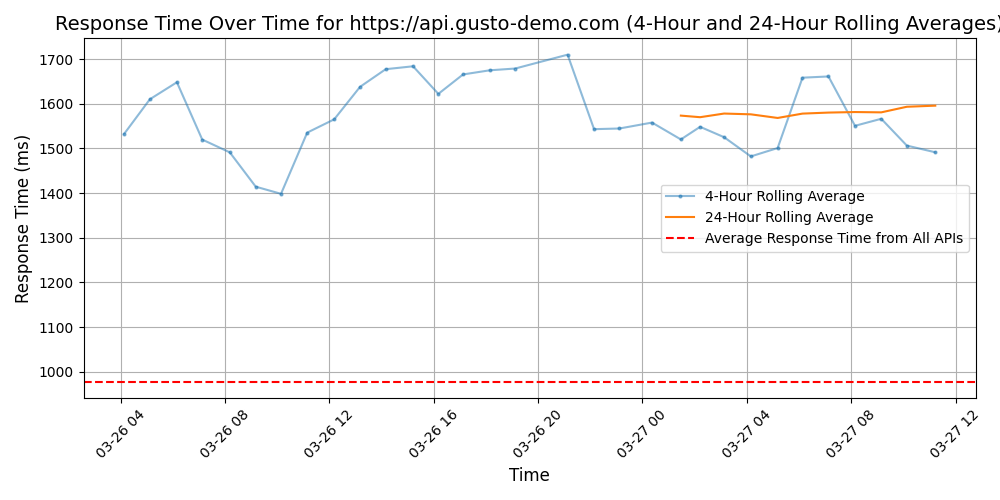 Response Time Over Time for https://api.gusto-demo.com (4-Hour and 24-Hour Rolling Averages)
Response Time (ms)
1700
1600
1500
1400
1300
1200
1100
1000
4-Hour Rolling Average
24-Hour Rolling Average
Average Response Time from All APIs
03-26 04
03-26 08
03-26 12
03-26 16
03-26 20
03-27 00
03-27 04
03-27 08
03-27 12
Time